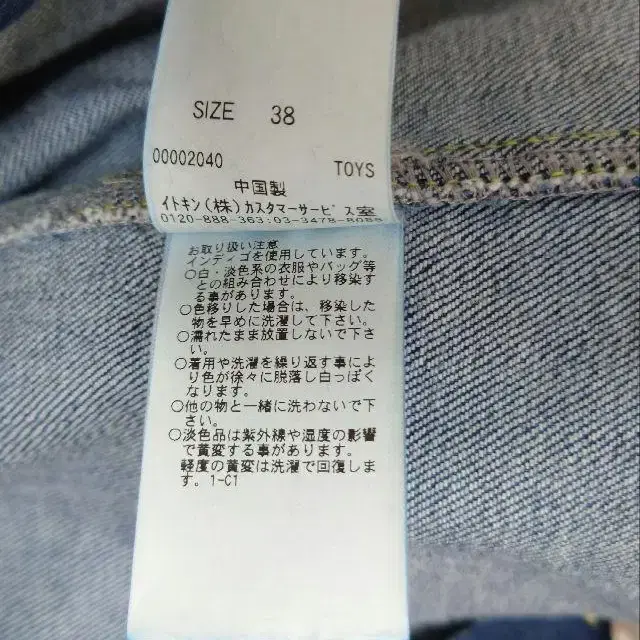 SIZE 38
00002040 TOYS
中国製
イトキン(株)カスタマーサービス室
0120-888-363:03-3478-8088
お取り扱い注意
インディゴを使用しています。
○白・淡色系の衣服やバッグ等
との組み合わせにより移染す
る事があります。
○色移りした場合は、移染した
物を早めに洗濯して下さい。
○濡れたまま放置しないで下さ
い。
○着用や洗濯を繰り返す事によ
り色が徐々に脱落し白っぽく
なります。
○他の物と一緒に洗わないで下
さい。
○淡色品は紫外線や湿度の影響
で黄変する事があります。
軽度の黄変は洗濯で回復しま
す。1-C1